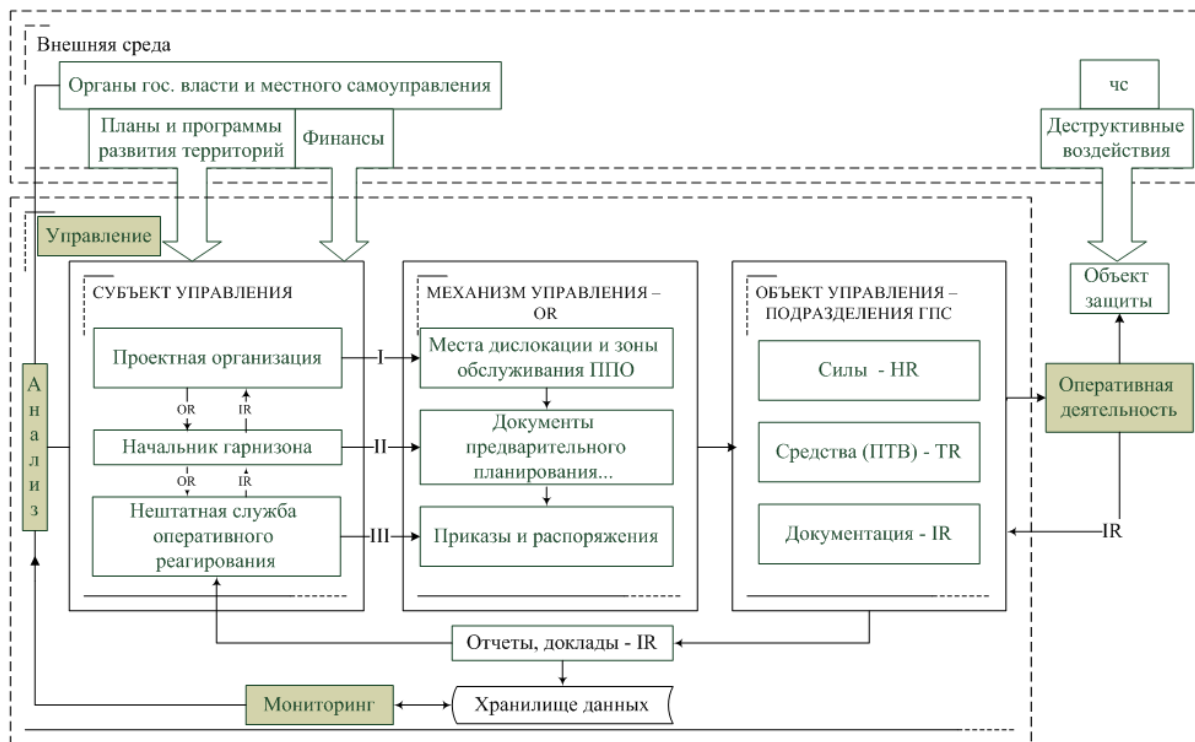 Внешняя среда
Органы гос. власти и местного самоуправления
Планы и программы
развития территорий
Финансы
чс
Деструктивные
воздействия
Управление
Объект
защиты
СУБЪЕКТ УПРАВЛЕНИЯ
Проектная организация
OR
IR
Начальник гарнизона
OR
IR
Нештатная служба
оперативного
реагирования
I
II
III
МЕХАНИЗМ УПРАВЛЕНИЯ –
OR
Места дислокации и зоны
обслуживания ППО
Документы
предварительного
планирования...
Приказы и распоряжения
ОБЪЕКТ УПРАВЛЕНИЯ –
ПОДРАЗДЕЛЕНИЯ ГПС
Силы - HR
Средства (ПТВ) - TR
Документация - IR
Оперативная
деятельность
IR
Анализ
Отчеты, доклады - IR
Мониторинг
Хранилище данных